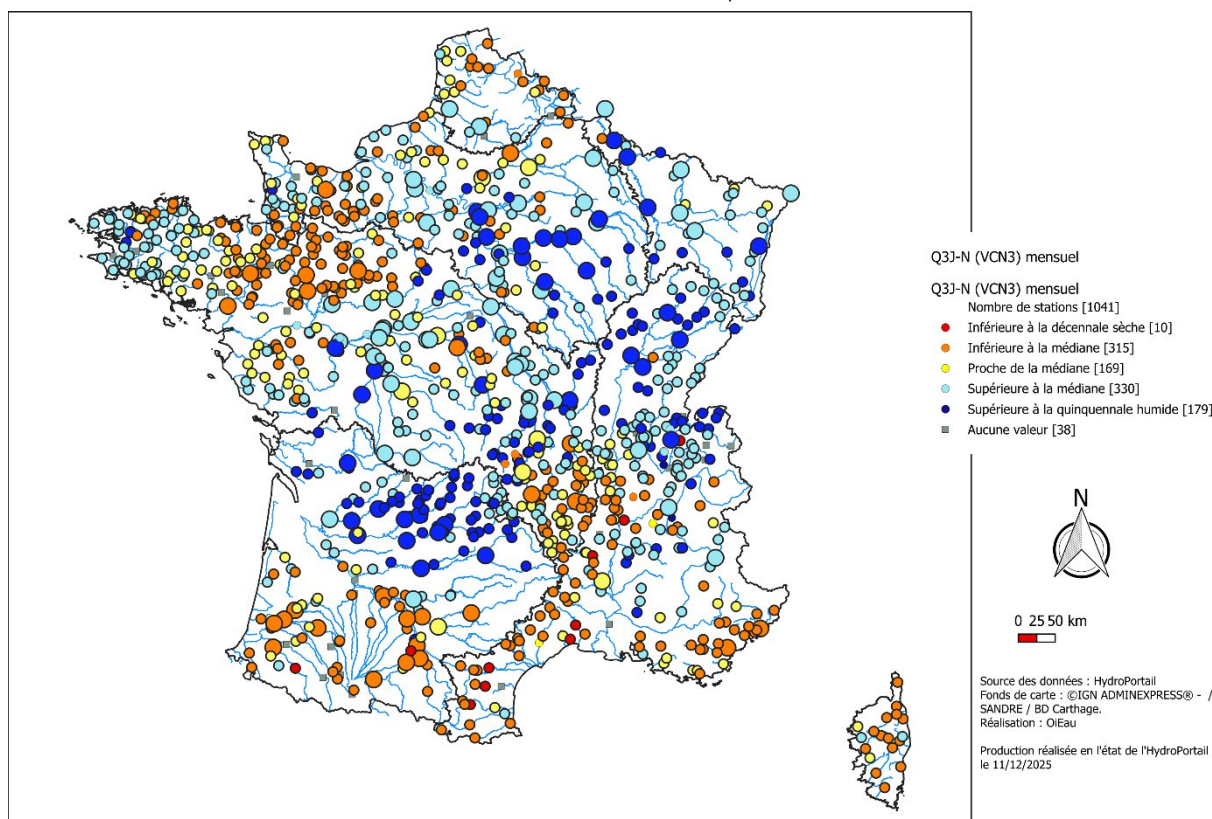 Q3J-N (VCN3) mensuel
Q3J-N (VCN3) mensuel
Nombre de stations [1041]
Inférieure à la décennale sèche [10]
Inférieure à la médiane [315]
Proche de la médiane [169]
Supérieure à la médiane [330]
Supérieure à la quinquennale humide [179]
Aucune valeur [38]
N
0 25 50 km
Source des données : HydroPortail
Fonds de carte : ©IGN ADMINEXPRESS® - /
SANDRE / BD Carthage.
Réalisation : OiEau
Production réalisée en l'état de l'HydroPortail
le 11/12/2025